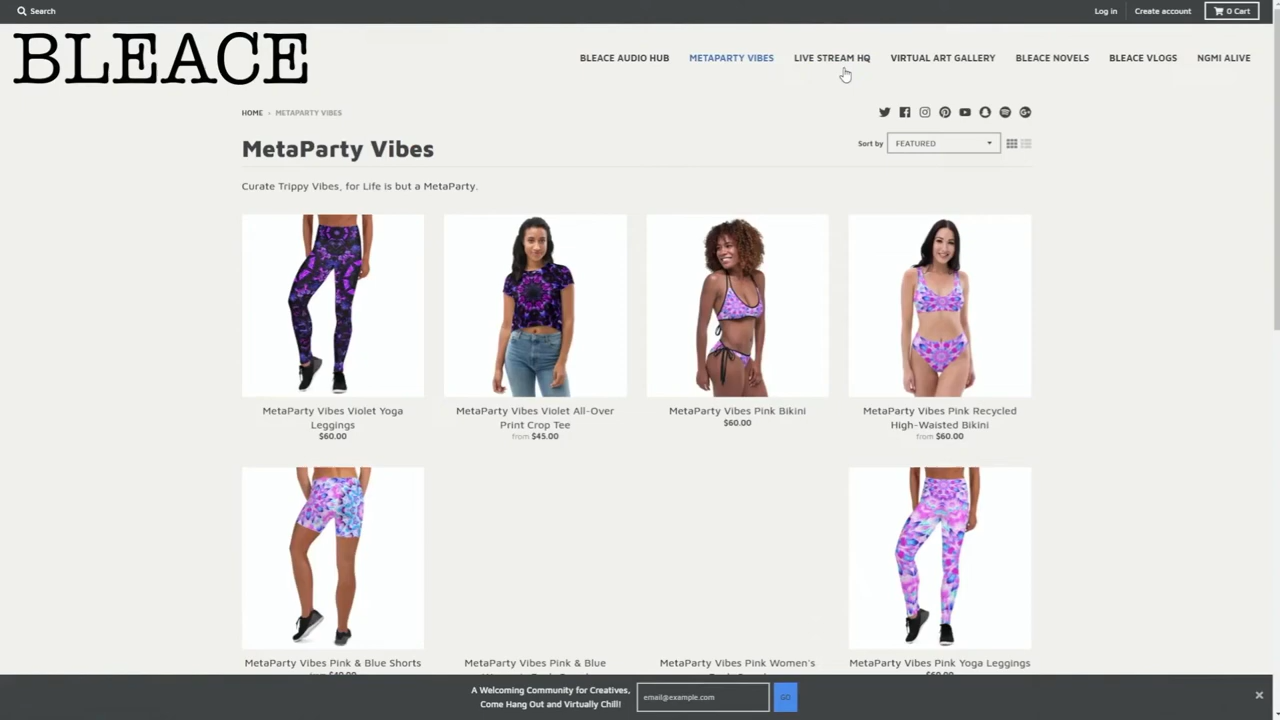 Search
Log in
Create account
0 Cart
BLEACE
BLEACE AUDIO HUB
METAPARTY VIBES
LIVE STREAM HQ
VIRTUAL ART GALLERY
BLEACE NOVELS
BLEACE VLOGS
NGMI ALIVE
HOME
METAPARTY VIBES
MetaParty Vibes
Sort by
FEATURED
Curate Trippy Vibes, for Life is but a MetaParty.
MetaParty Vibes Violet Yoga
Leggings
$60.00
MetaParty Vibes Violet All-Over
Print Crop Tee
from $45.00
MetaParty Vibes Pink Bikini
$60.00
MetaParty Vibes Pink Recycled
High-Waisted Bikini
from $60.00
MetaParty Vibes Pink & Blue Shorts
MetaParty Vibes Pink & Blue
MetaParty Vibes Pink Women's
MetaParty Vibes Pink Yoga Leggings
A Welcoming Community for Creatives,
Come Hang Out and Virtually Chill!
email@example.com
GO